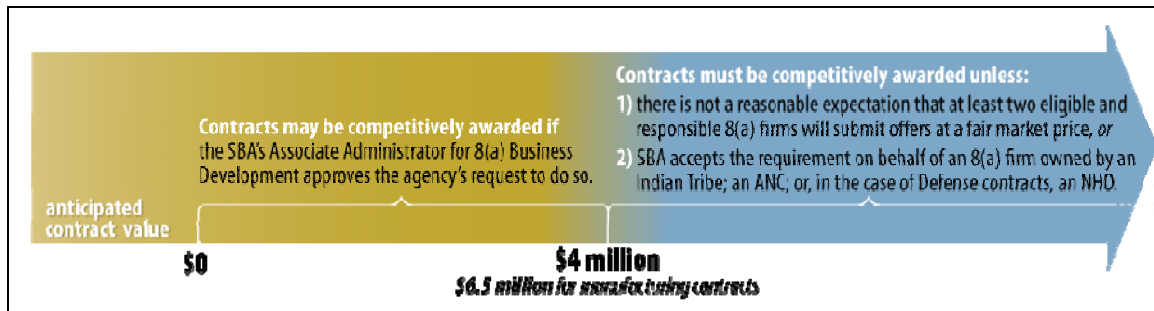 Contracts may be competitively awarded if
the SBA's Associate Administrator for 8(a) Business
Development approves the agency's request to do so.
Contracts must be competitively awarded unless:
1) there is not a reasonable expectation that at least two eligible and
responsible 8(a) firms will submit offers at a fair market price, or
2) SBA accepts the requirement on behalf of an 8(a) firm owned by an
Indian Tribe; an ANC; or, in the case of Defense contracts, an NHO.
anticipated
contract value
$0
$4 million
$6.5 million for manufacturing contracts